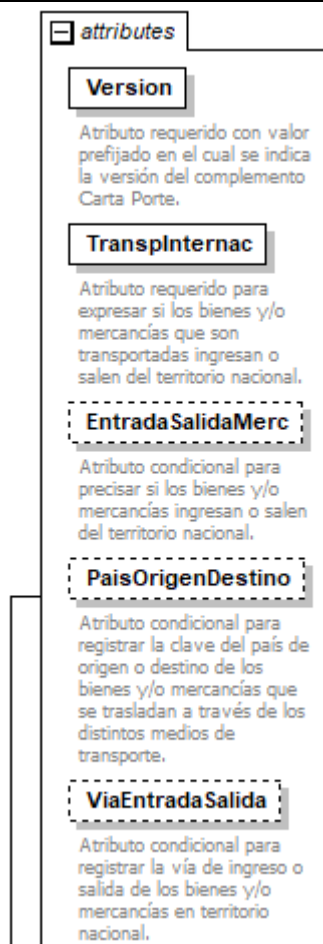 attributes
Version
Atributo requerido con valor
prefijado en el cual se indica
la versión del complemento
Carta Porte.
TranspInternac
Atributo requerido para
expresar si los bienes y/o
mercancías que son
transportadas ingresan o
salen del territorio nacional.
EntradaSalidaMerc
Atributo condicional para
precisar si los bienes y/o
mercancías ingresan o salen
del territorio nacional.
PaisOrigenDestino
Atributo condicional para
registrar la clave del país de
origen o destino de los
bienes y/o mercancías que
se trasladan a través de los
distintos medios de
transporte.
ViaEntradaSalida
Atributo condicional para
registrar la vía de ingreso o
salida de los bienes y/o
mercancías en territorio
nacional.